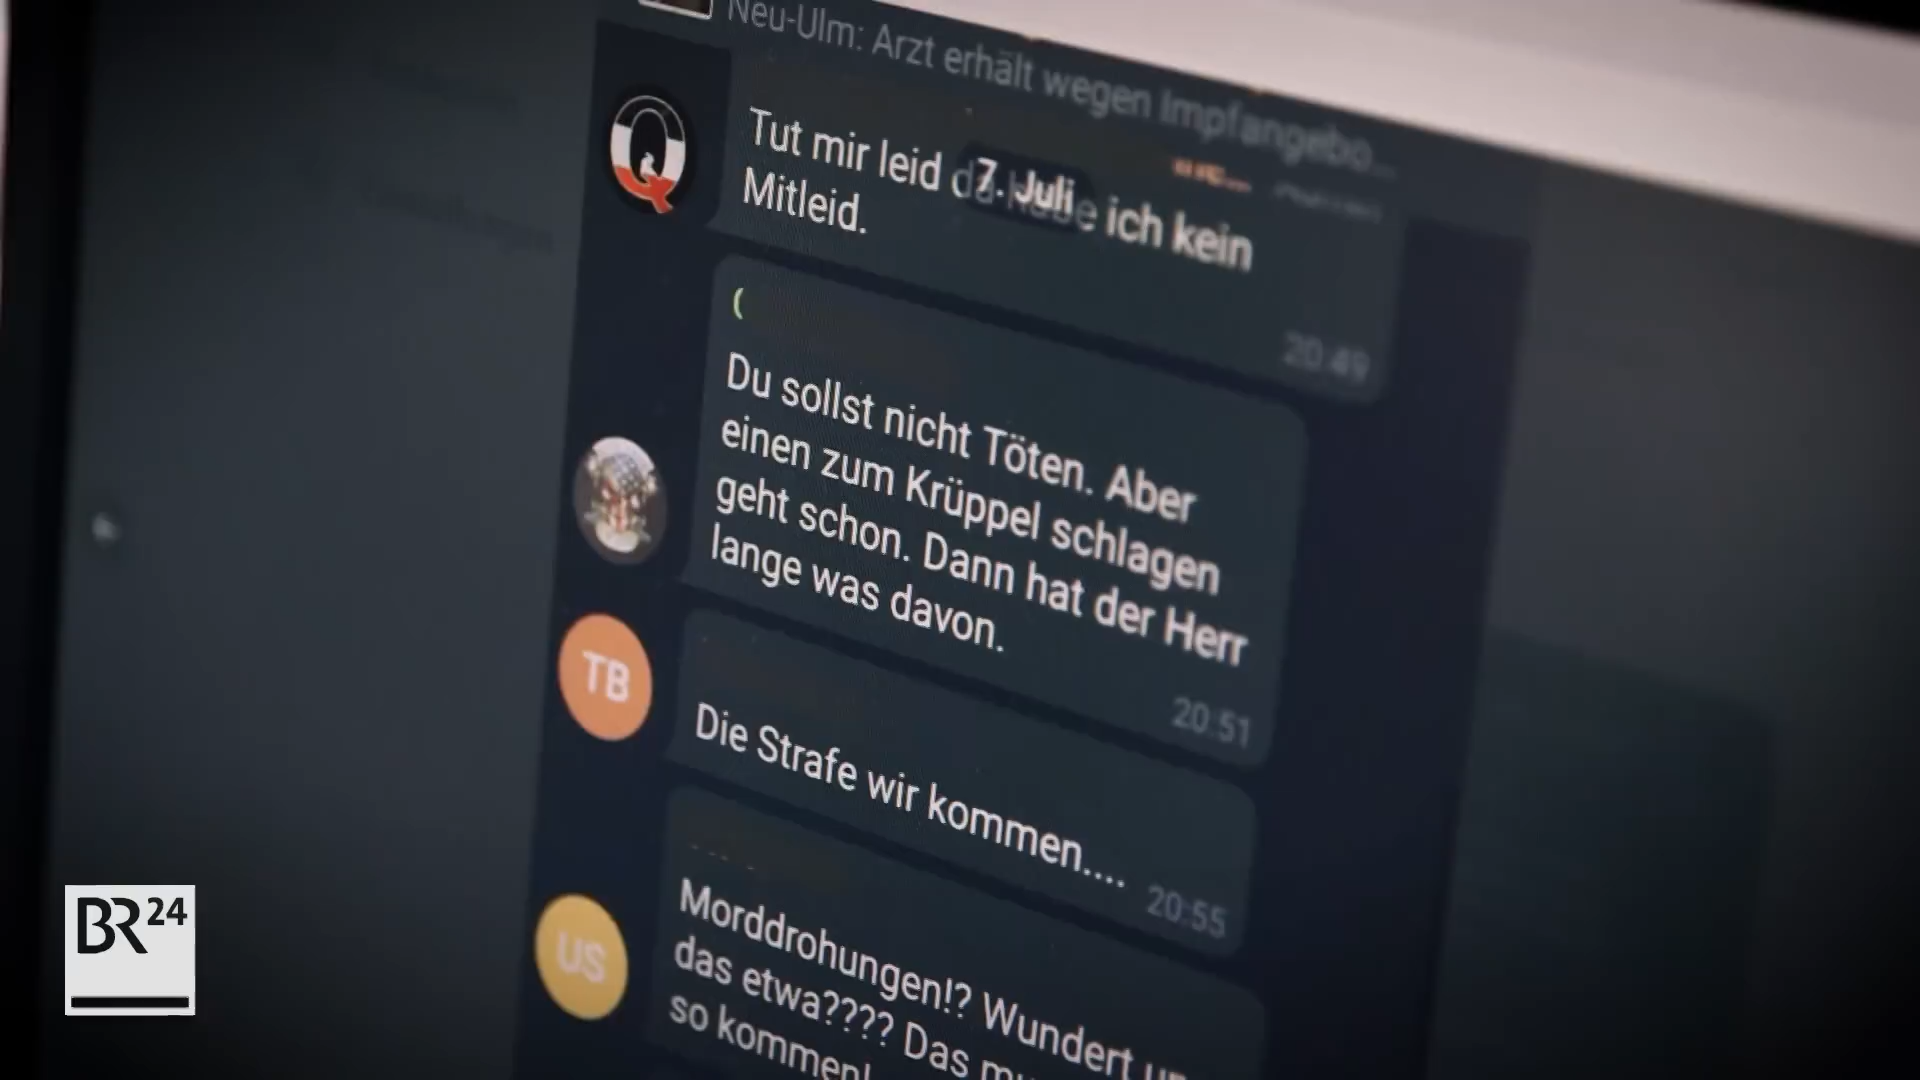 Neu-Ulm: Arzt erhält wegen Impfangebo...
Tut mir leid da habe ich kein
7. Juli
Mitleid.
20:49
Du sollst nicht Töten. Aber
einen zum Krüppel schlagen
geht schon. Dann hat der Herr
lange was davon.
20:51
TB
Die Strafe wir kommen....
20:55
US
Morddrohungen!? Wundert
das etwa???? Das
so kommen!
BR24